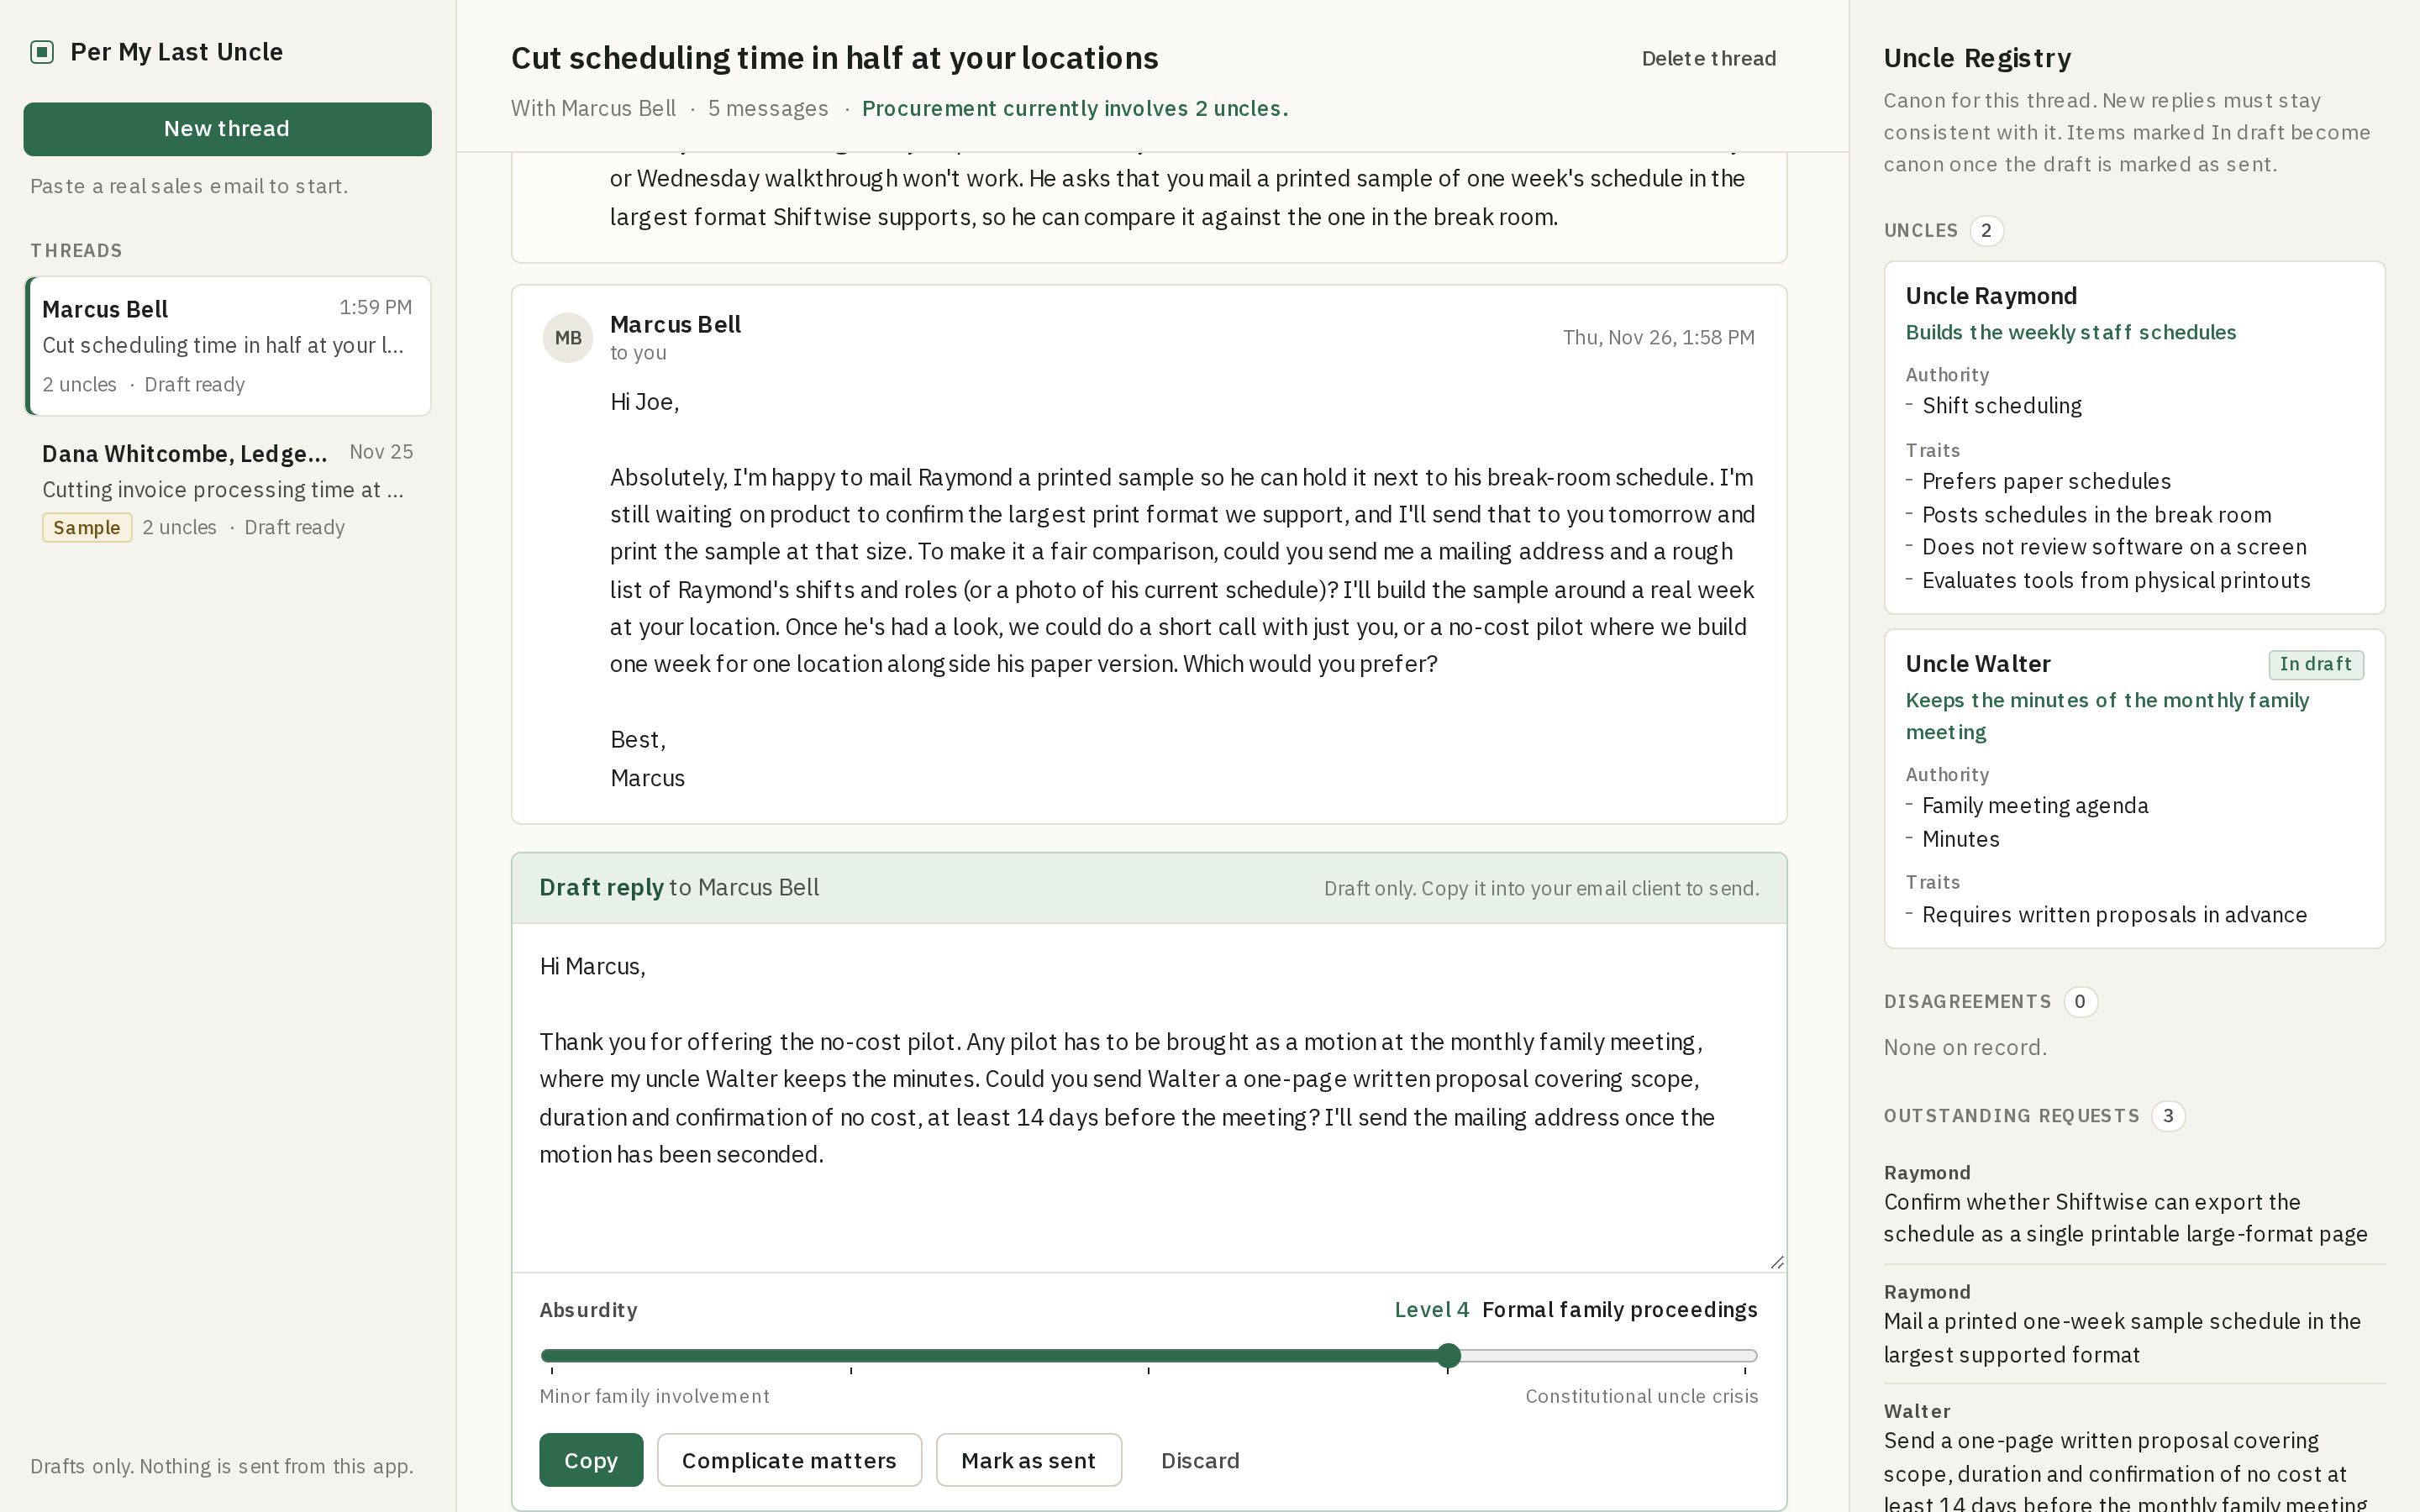 Per My Last Uncle
New thread
Paste a real sales email to start.
THREADS
Marcus Bell 1:59 PM
Cut scheduling time in half at your l...
2 uncles · Draft ready
Dana Whitcombe, Ledge... Nov 25
Cutting invoice processing time at ...
Sample 2 uncles · Draft ready
Drafts only. Nothing is sent from this app.
Cut scheduling time in half at your locations
Delete thread
With Marcus Bell · 5 messages · Procurement currently involves 2 uncles.
or Wednesday walkthrough won't work. He asks that you mail a printed sample of one week's schedule in the
largest format Shiftwise supports, so he can compare it against the one in the break room.
MB
Marcus Bell
to you
Thu, Nov 26, 1:58 PM
Hi Joe,
Absolutely, I'm happy to mail Raymond a printed sample so he can hold it next to his break-room schedule. I'm
still waiting on product to confirm the largest print format we support, and I'll send that to you tomorrow and
print the sample at that size. To make it a fair comparison, could you send me a mailing address and a rough
list of Raymond's shifts and roles (or a photo of his current schedule)? I'll build the sample around a real week
at your location. Once he's had a look, we could do a short call with just you, or a no-cost pilot where we build
one week for one location alongside his paper version. Which would you prefer?
Best,
Marcus
Draft reply to Marcus Bell
Draft only. Copy it into your email client to send.
Hi Marcus,
Thank you for offering the no-cost pilot. Any pilot has to be brought as a motion at the monthly family meeting,
where my uncle Walter keeps the minutes. Could you send Walter a one-page written proposal covering scope,
duration and confirmation of no cost, at least 14 days before the meeting? I'll send the mailing address once the
motion has been seconded.
Absurdity
Level 4 Formal family proceedings
Minor family involvement
Constitutional uncle crisis
Copy
Complicate matters
Mark as sent
Discard
Uncle Registry
Canon for this thread. New replies must stay
consistent with it. Items marked In draft become
canon once the draft is marked as sent.
UNCLES 2
Uncle Raymond
Builds the weekly staff schedules
Authority
- Shift scheduling
Traits
- Prefers paper schedules
- Posts schedules in the break room
- Does not review software on a screen
- Evaluates tools from physical printouts
Uncle Walter In draft
Keeps the minutes of the monthly family
meeting
Authority
- Family meeting agenda
- Minutes
Traits
- Requires written proposals in advance
DISAGREEMENTS 0
None on record.
OUTSTANDING REQUESTS 3
Raymond
Confirm whether Shiftwise can export the
schedule as a single printable large-format page
Raymond
Mail a printed one-week sample schedule in the
largest supported format
Walter
Send a one-page written proposal covering
scope, duration and confirmation of no cost at
least 14 days before the monthly family meeting